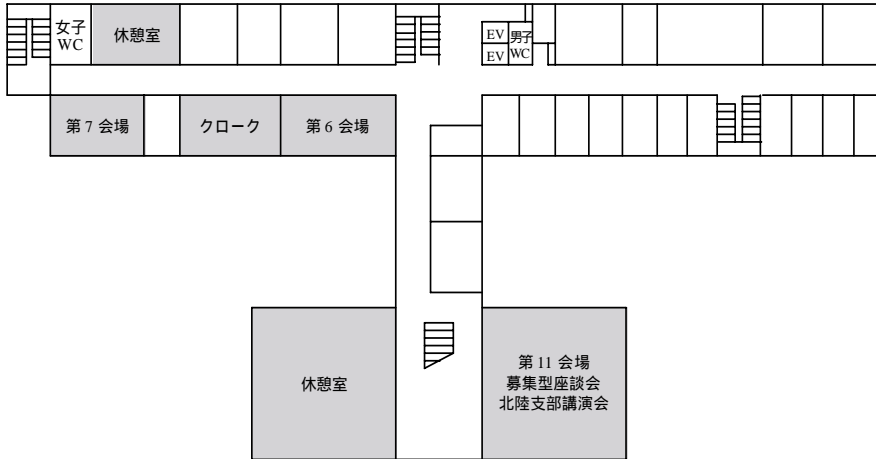 女子
WC
休憩室
EV
EV
男子
WC
第 7 会場
クローク
第 6 会場
休憩室
第 11 会場
募集型座談会
北陸支部講演会